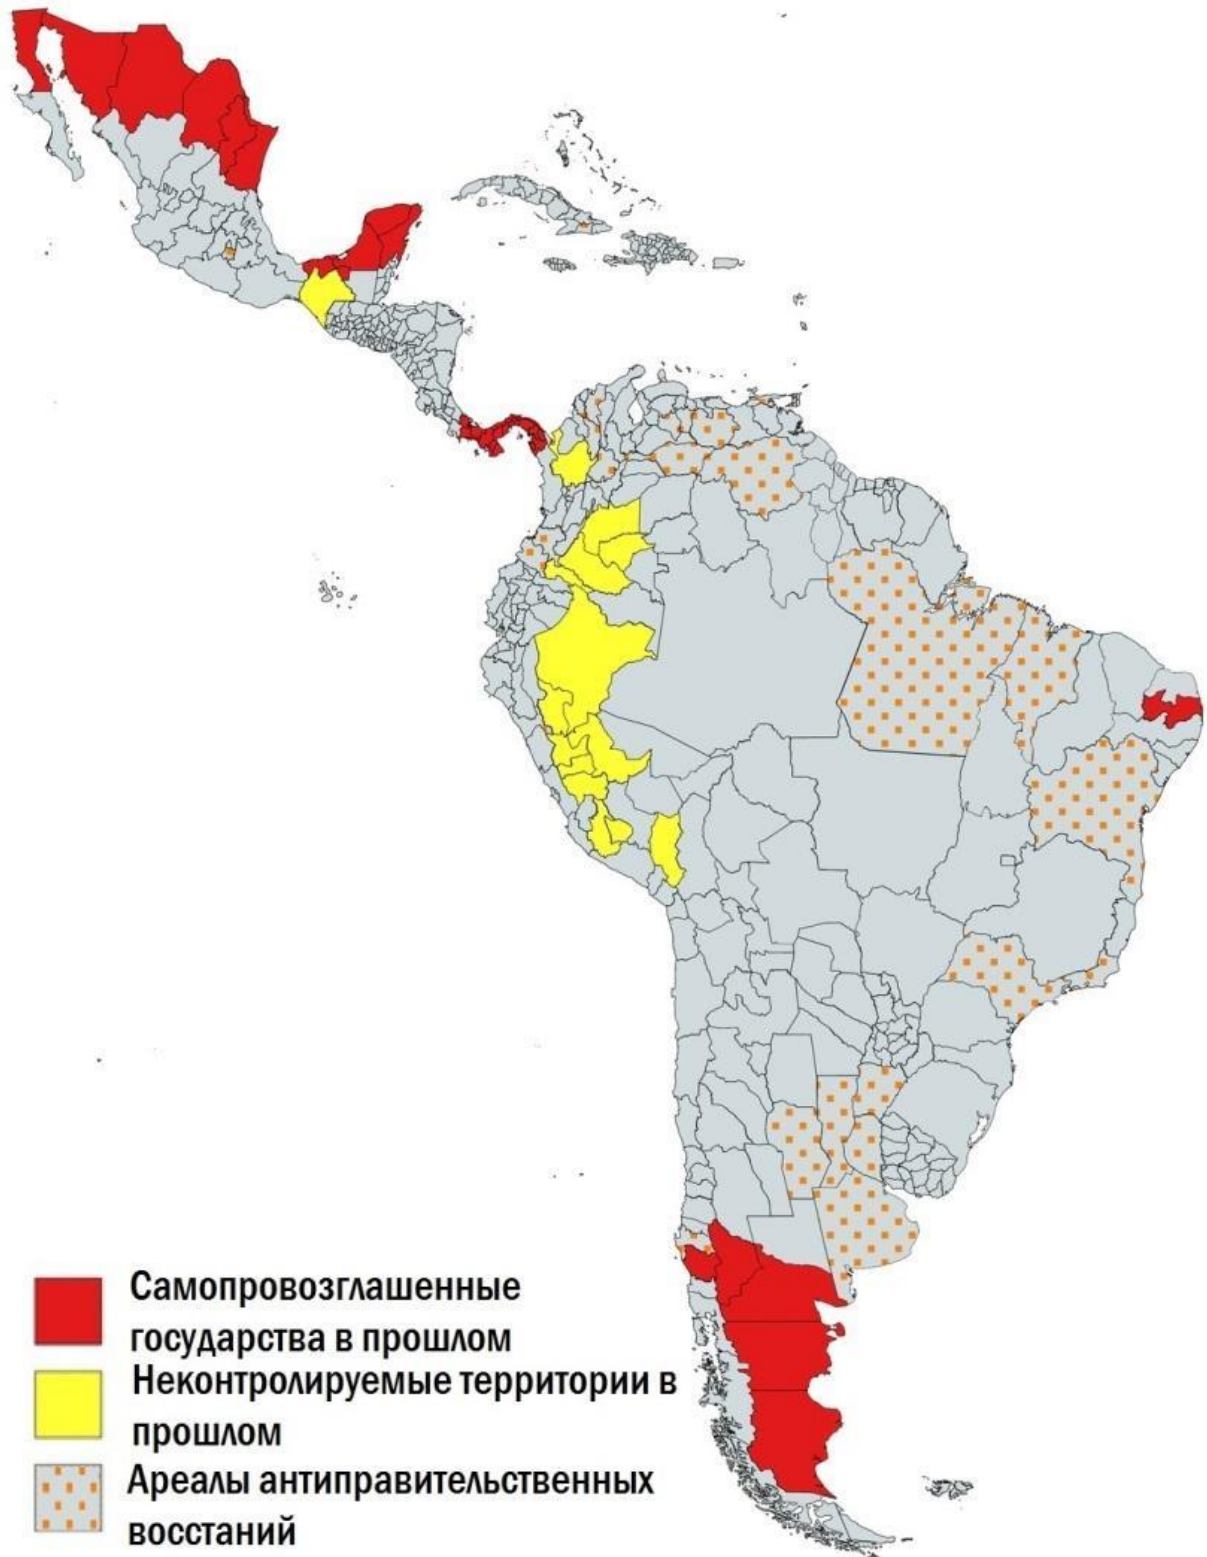 Самопровозглашенные
государства в прошлом
Неконтролируемые территории в
прошлом
Ареалы антиправительственных
восстаний